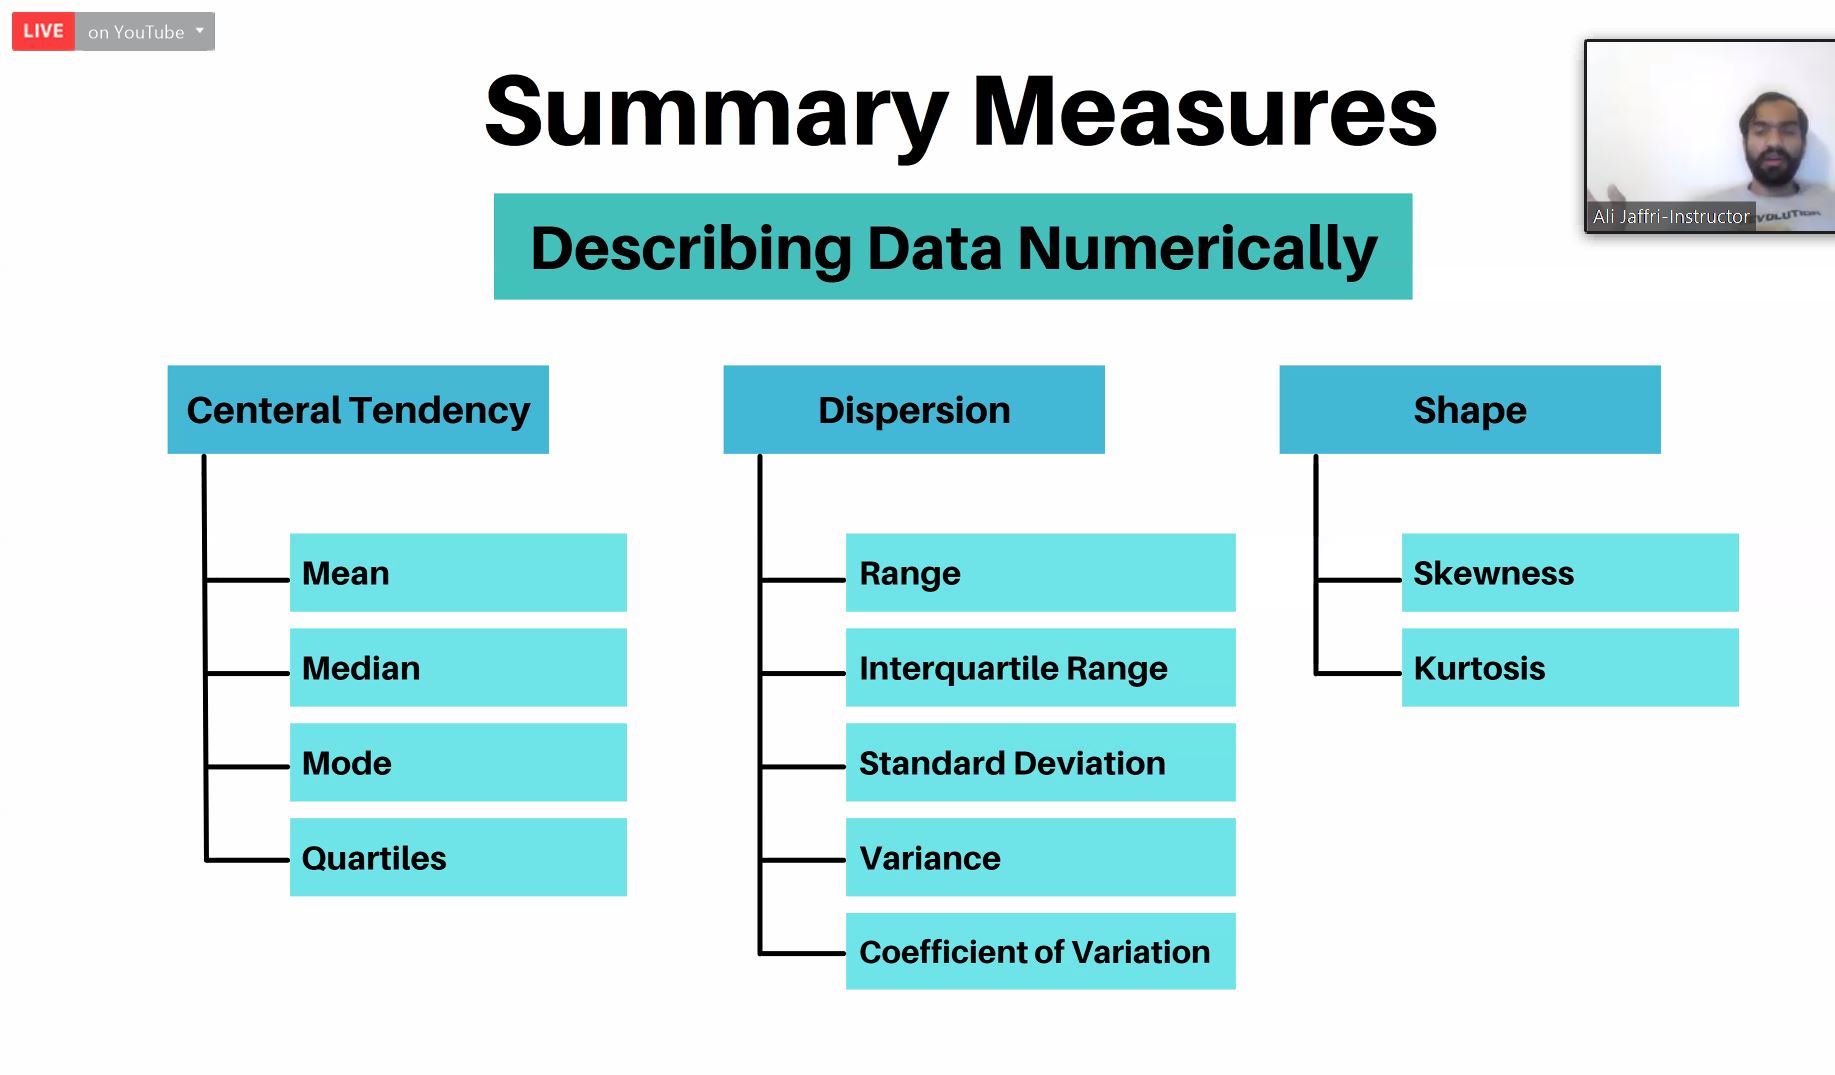 LIVE on YouTube
Summary Measures
Ali Jaffri-Instructor
VOLUTION
Describing Data Numerically
Centeral Tendency
Mean
Median
Mode
Quartiles
Dispersion
Range
Interquartile Range
Standard Deviation
Variance
Coefficient of Variation
Shape
Skewness
Kurtosis